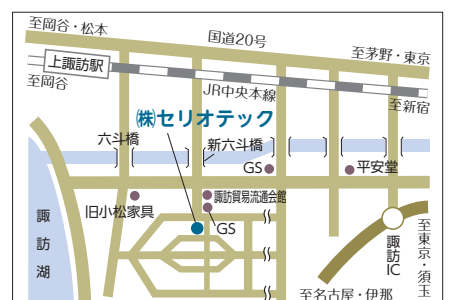 至岡谷・松本
国道20号
至茅野・東京
上諏訪駅
至岡谷
JR中央本線
至新宿
㈱セリオテック
六斗橋
新六斗橋
GS
平安堂
諏訪貿易流通会館
旧小松家具
GS
諏訪湖
諏訪IC
至東京・須玉
至名古屋・伊那